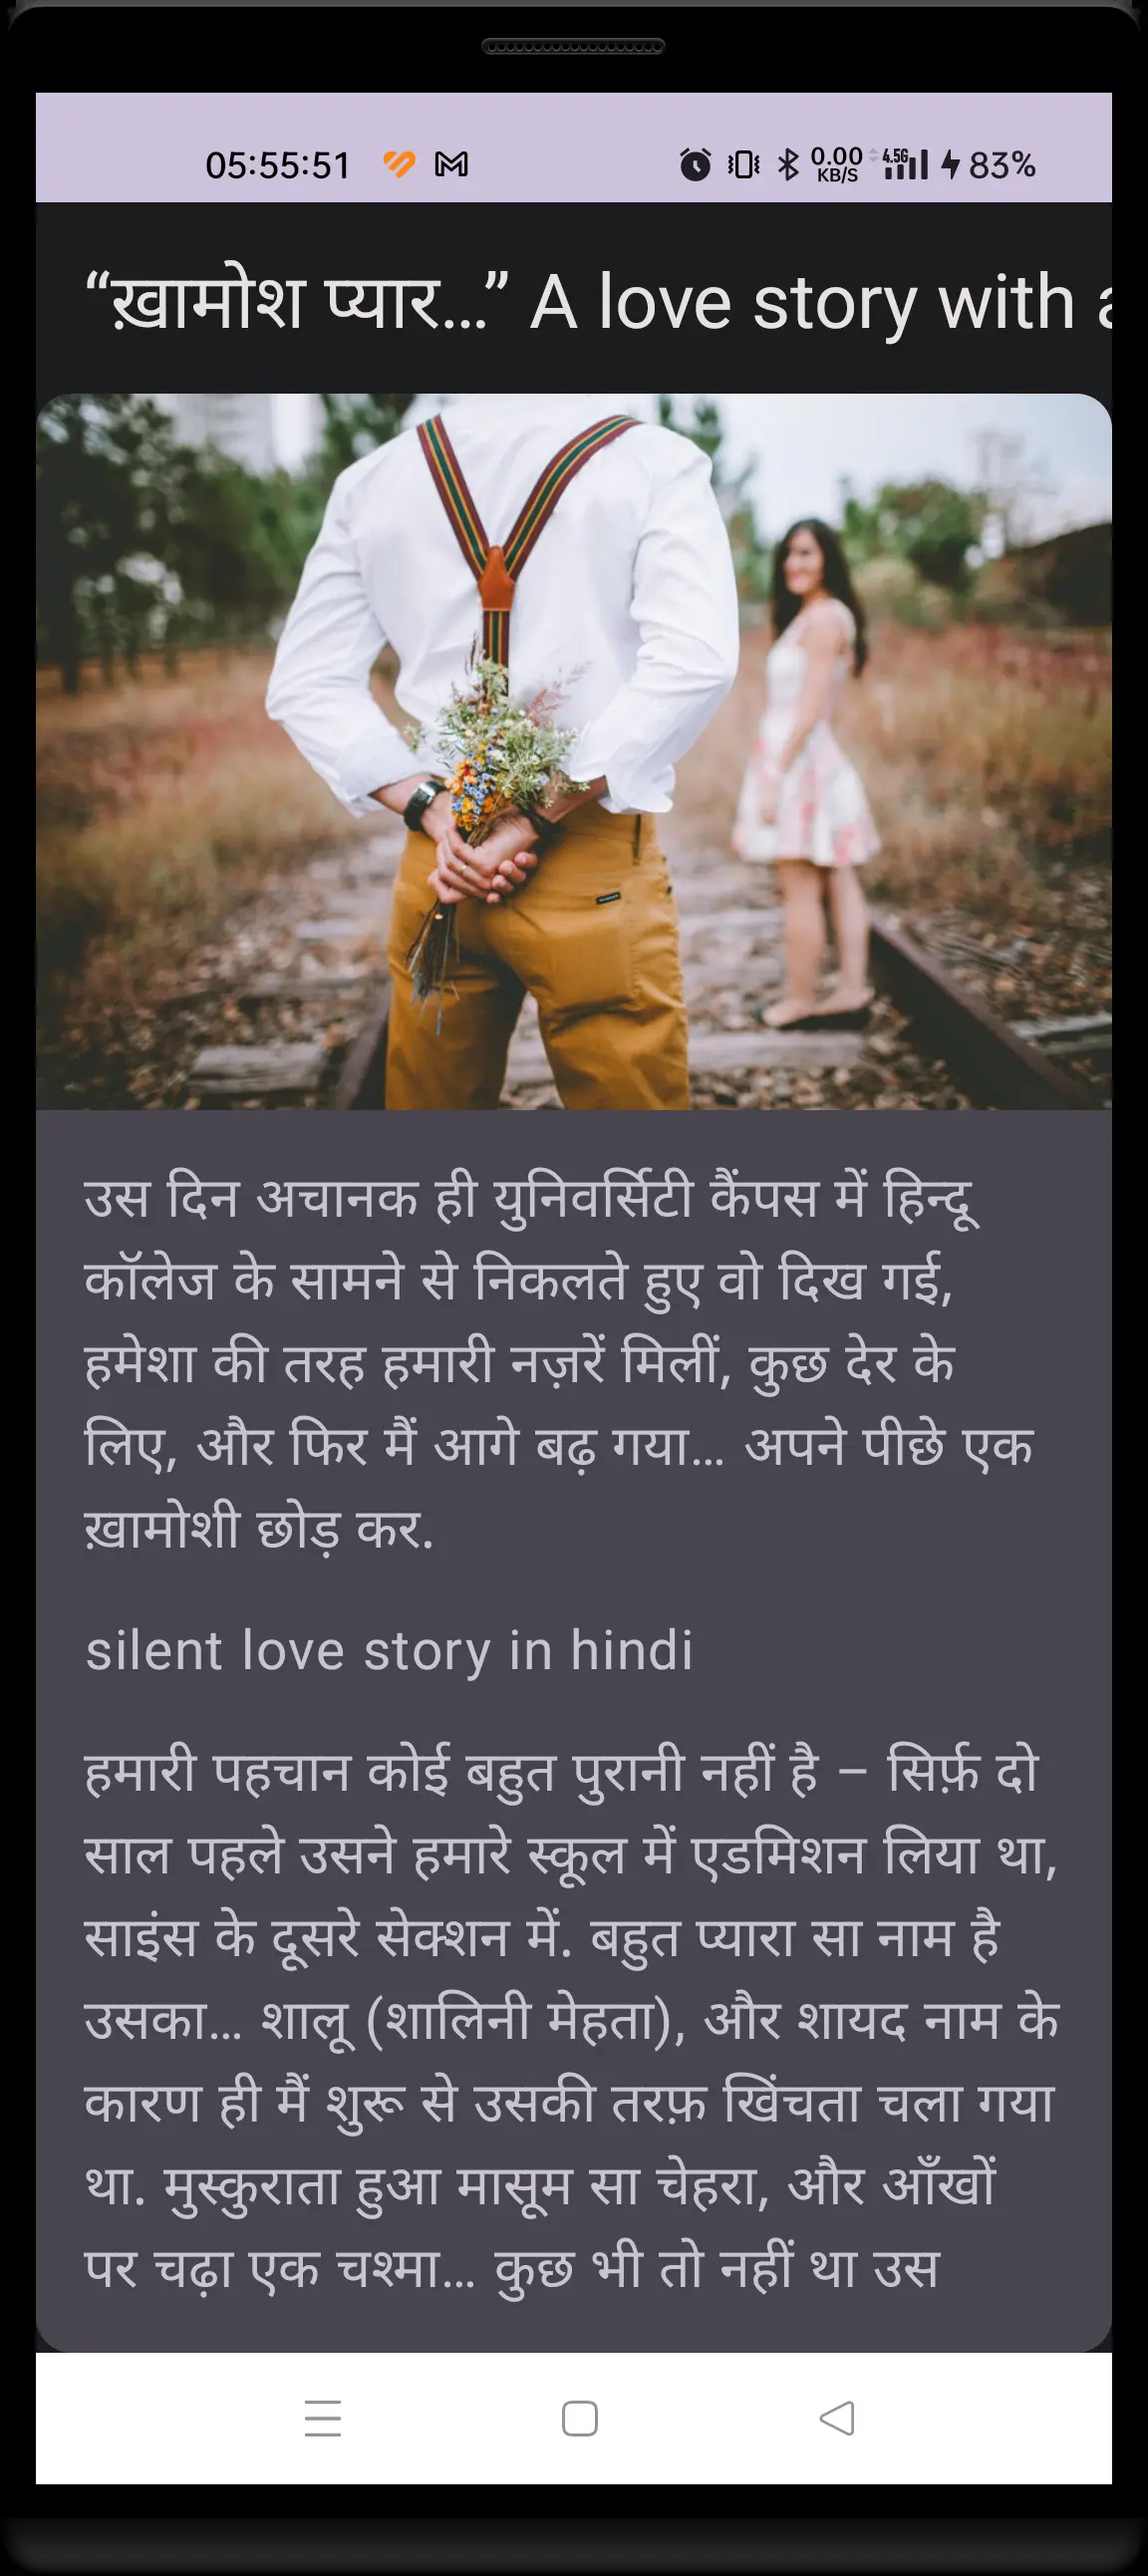 05:55:51
0.00
KB/S
4.5G
83%
“ख़ामोश प्यार…” A love story with
उस दिन अचानक ही युनिवर्सिटी कैंपस में हिन्दू
कॉलेज के सामने से निकलते हुए वो दिख गई,
हमेशा की तरह हमारी नज़रें मिलीं, कुछ देर के
लिए, और फिर मैं आगे बढ़ गया… अपने पीछे एक
ख़ामोशी छोड़ कर.
silent love story in hindi
हमारी पहचान कोई बहुत पुरानी नहीं है – सिर्फ़ दो
साल पहले उसने हमारे स्कूल में एडमिशन लिया था,
साइंस के दूसरे सेक्शन में. बहुत प्यारा सा नाम है
उसका… शालू (शालिनी मेहता), और शायद नाम के
कारण ही मैं शुरू से उसकी तरफ़ खिंचता चला गया
था. मुस्कुराता हुआ मासूम सा चेहरा, और आँखों
पर चढ़ा एक चश्मा… कुछ भी तो नहीं था उस